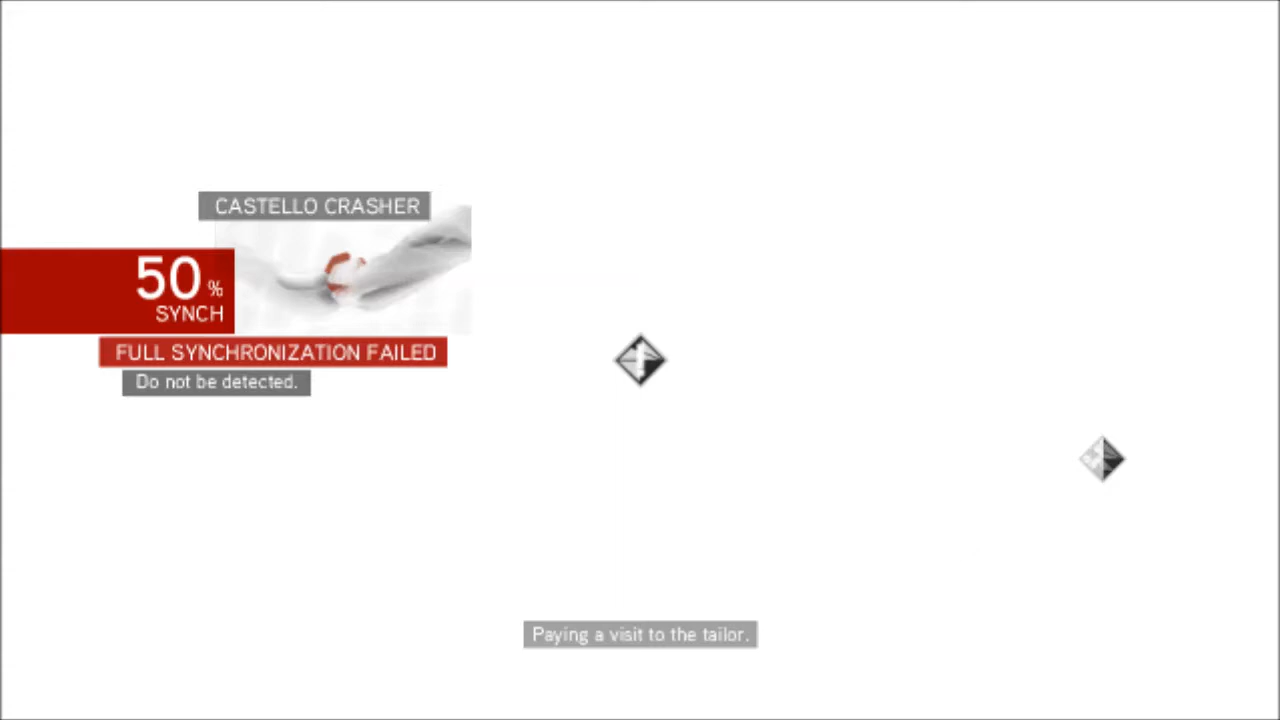 CASTELLO CRASHER
50 %
SYNCH
FULL SYNCHRONIZATION FAILED
Do not be detected.
Paying a visit to the tailor.